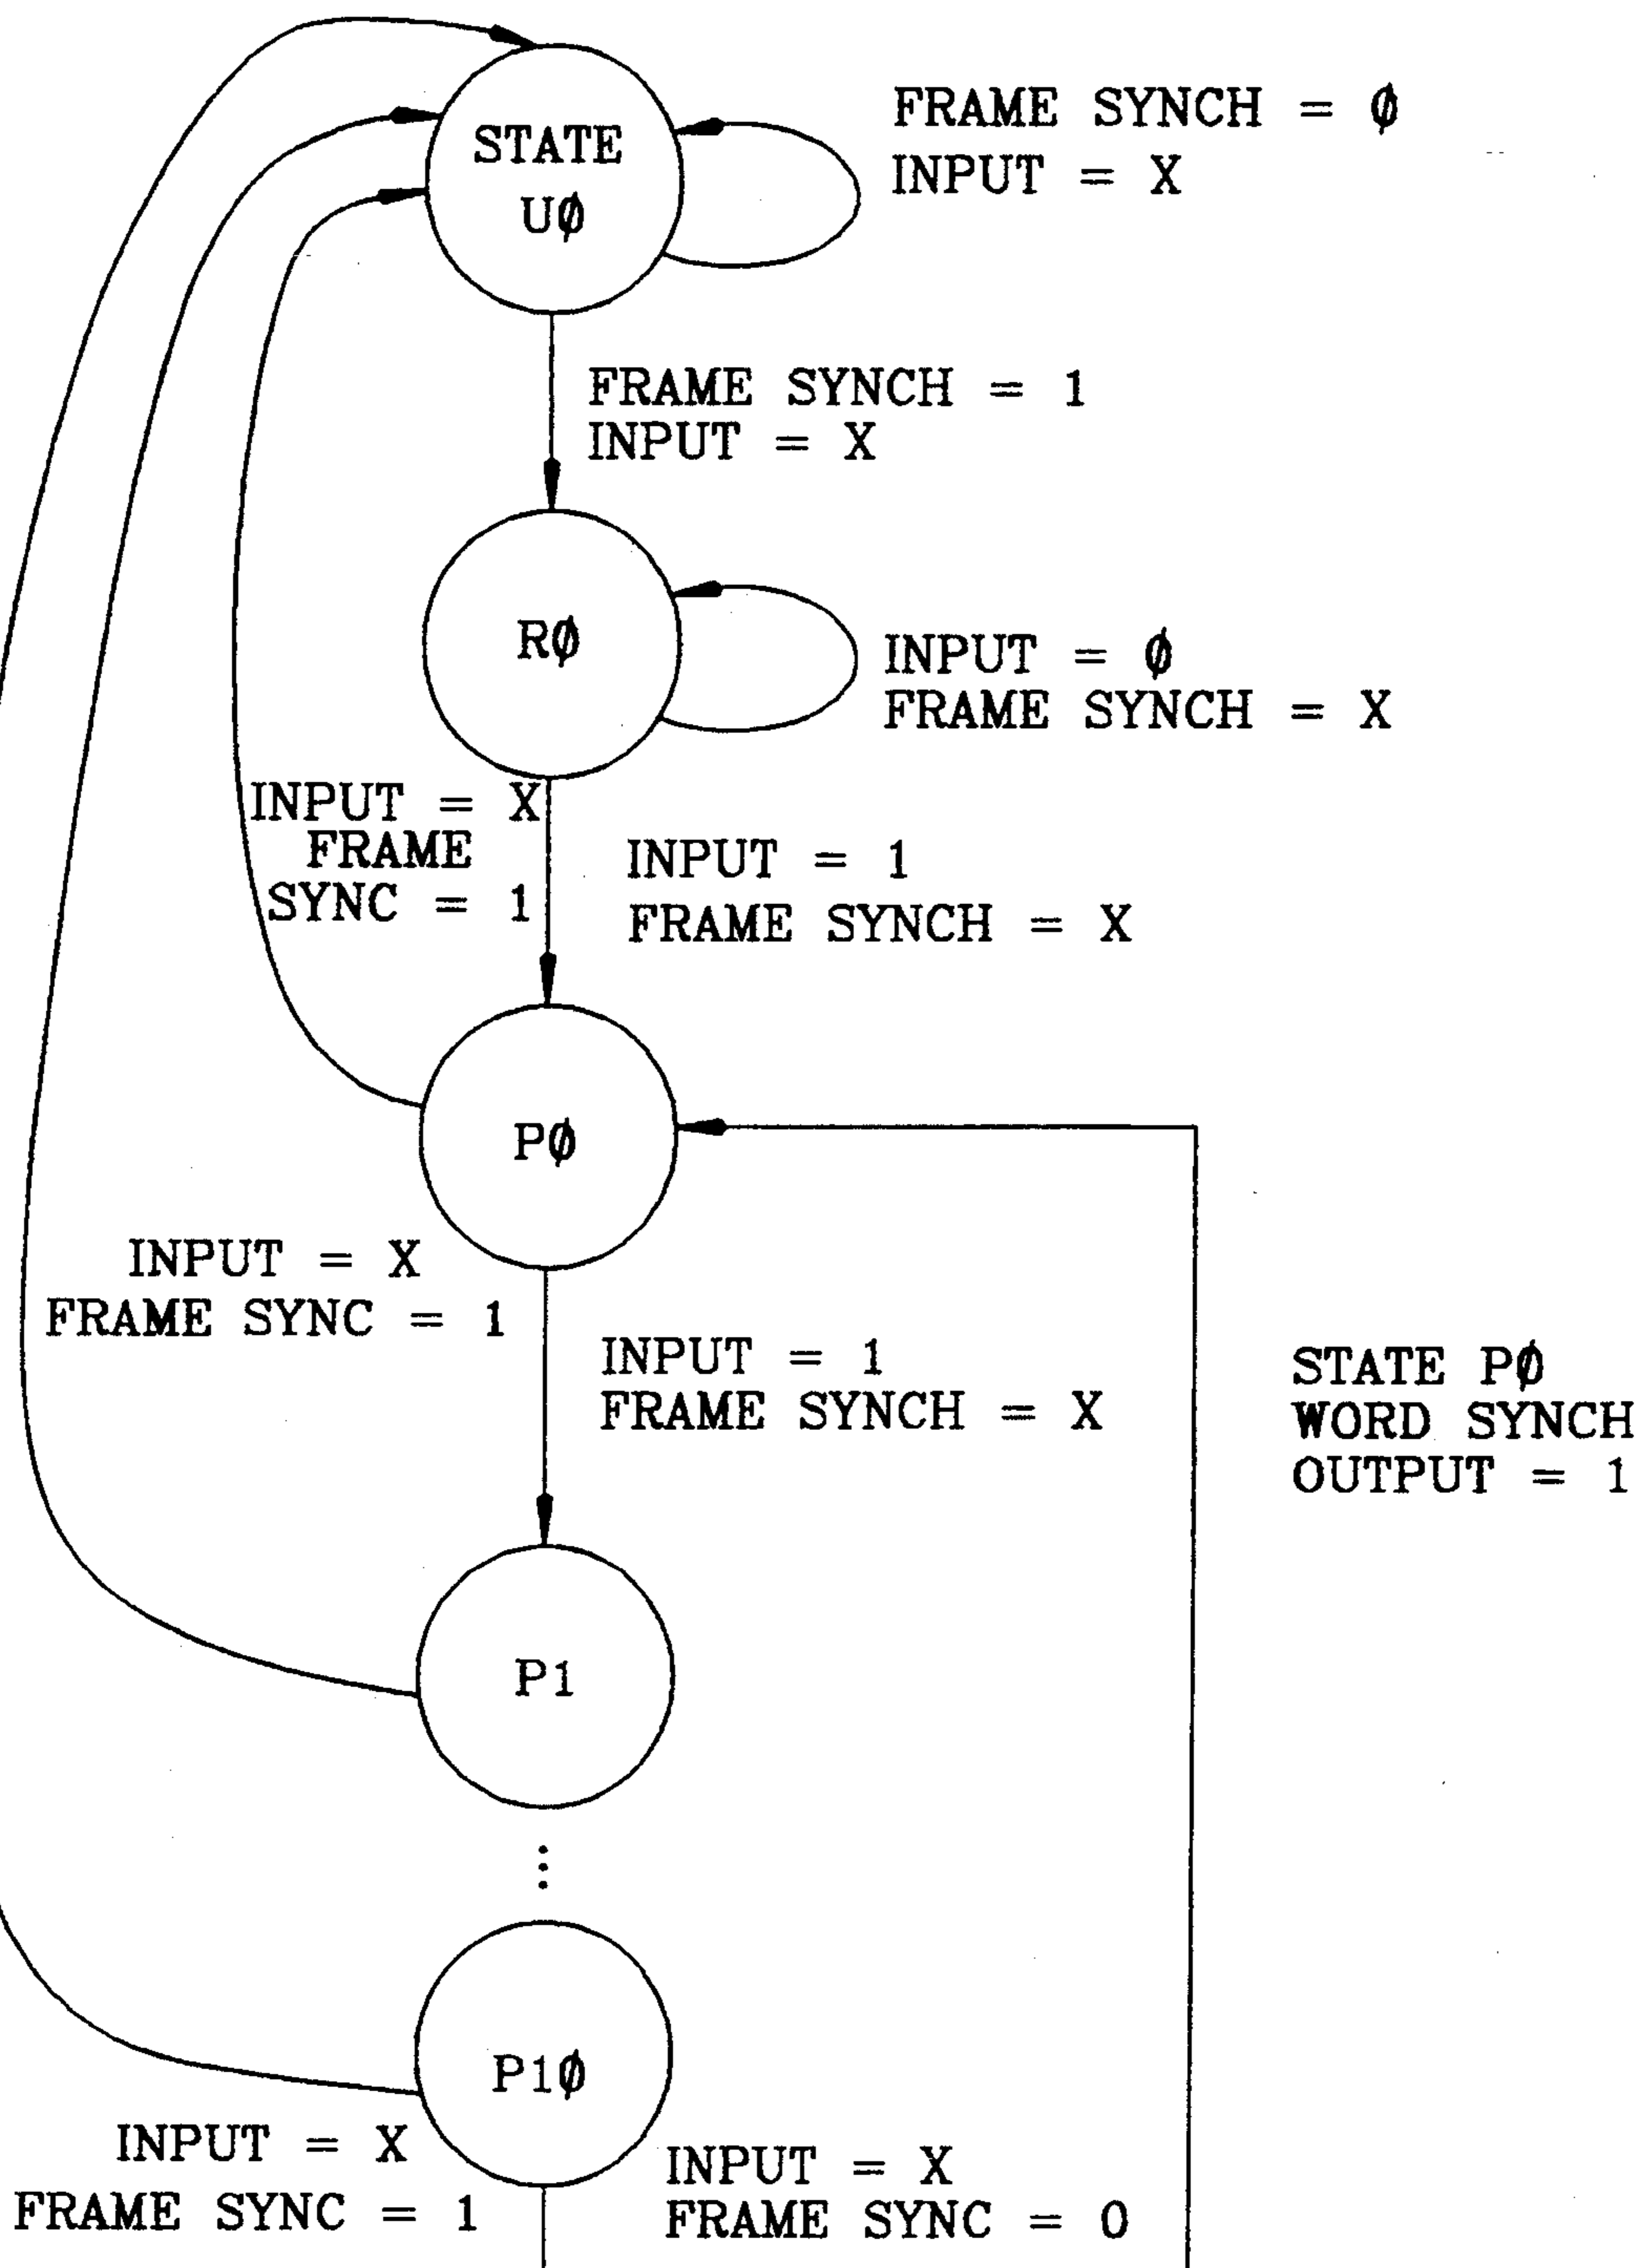 STATE
UØ
FRAME SYNCH = Ø
INPUT = X
FRAME SYNCH = 1
INPUT = X
RØ
INPUT = Ø
FRAME SYNCH = X
INPUT = X
FRAME
SYNC = 1
INPUT = 1
FRAME SYNCH = X
PØ
INPUT = X
FRAME SYNC = 1
INPUT = 1
FRAME SYNCH = X
STATE PØ
WORD SYNCH
OUTPUT = 1
P1
P1Ø
INPUT = X
FRAME SYNC = 1
INPUT = X
FRAME SYNC = 0